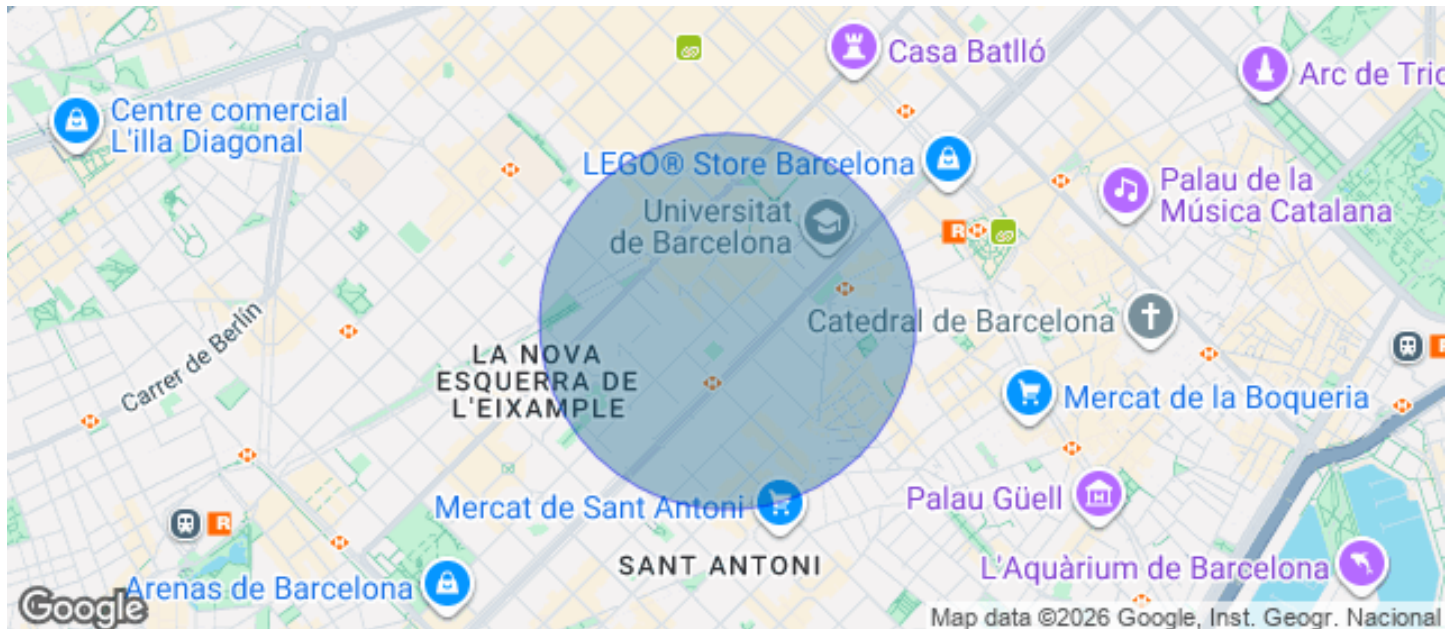 Casa Batlló
Arc de Tric
Centre comercial
L'illa Diagonal
LEGO® Store Barcelona
Palau de la
Música Catalana
Universitat
de Barcelona
R
Catedral de Barcelona
R
Carrer de Berlín
LA NOVA
ESQUERRA DE
L'EIXAMPLE
Mercat de la Boqueria
Mercat de Sant Antoni
Palau Güell
R
SANT ANTONI
L'Aquàrium de Barcelona
Arenas de Barcelona
Google
Map data ©2026 Google, Inst. Geogr. Nacional